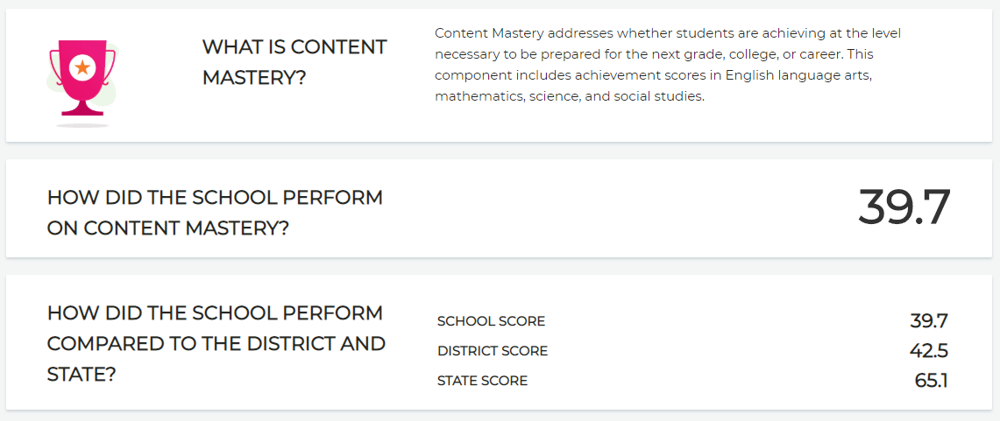 WHAT IS CONTENT
MASTERY?
Content Mastery addresses whether students are achieving at the level
necessary to be prepared for the next grade, college, or career. This
component includes achievement scores in English language arts,
mathematics, science, and social studies.
HOW DID THE SCHOOL PERFORM
ON CONTENT MASTERY?
39.7
HOW DID THE SCHOOL PERFORM
COMPARED TO THE DISTRICT AND
STATE?
SCHOOL SCORE 39.7
DISTRICT SCORE 42.5
STATE SCORE 65.1